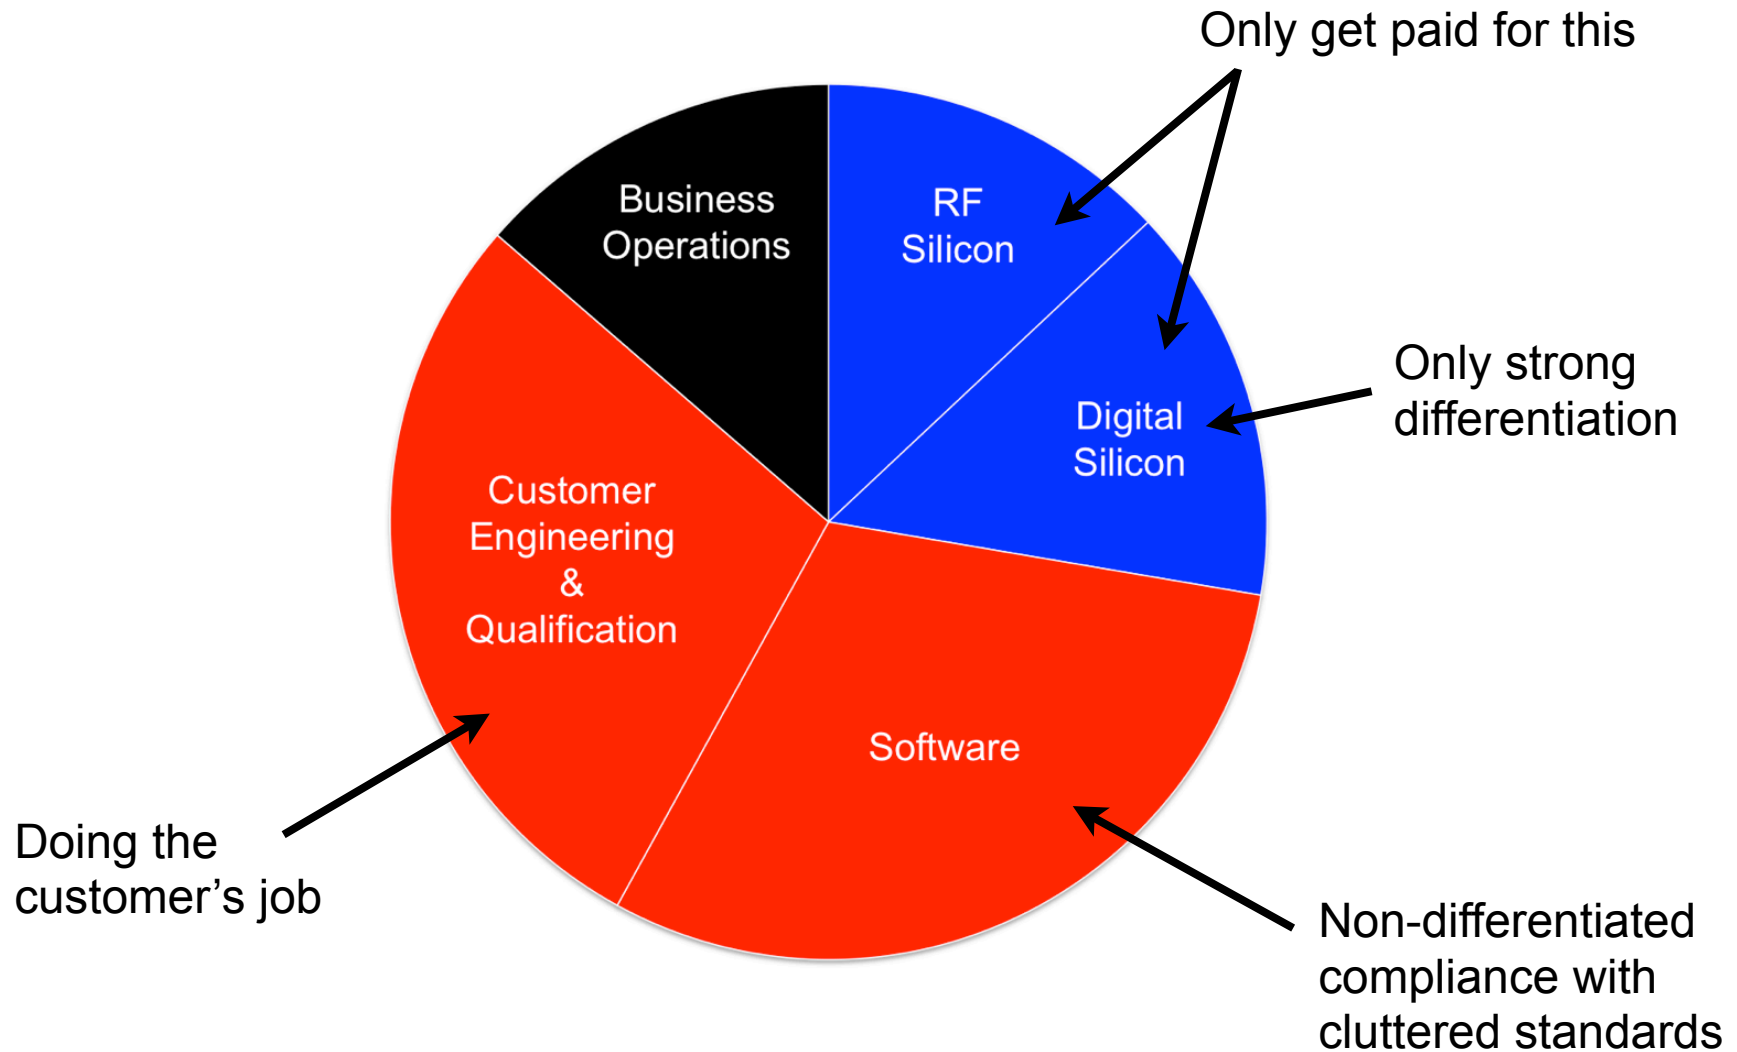 Only get paid for this
Business
Operations
RF
Silicon
Only strong
differentiation
Digital
Silicon
Customer
Engineering
&
Qualification
Software
Doing the
customer’s job
Non-differentiated
compliance with
cluttered standards